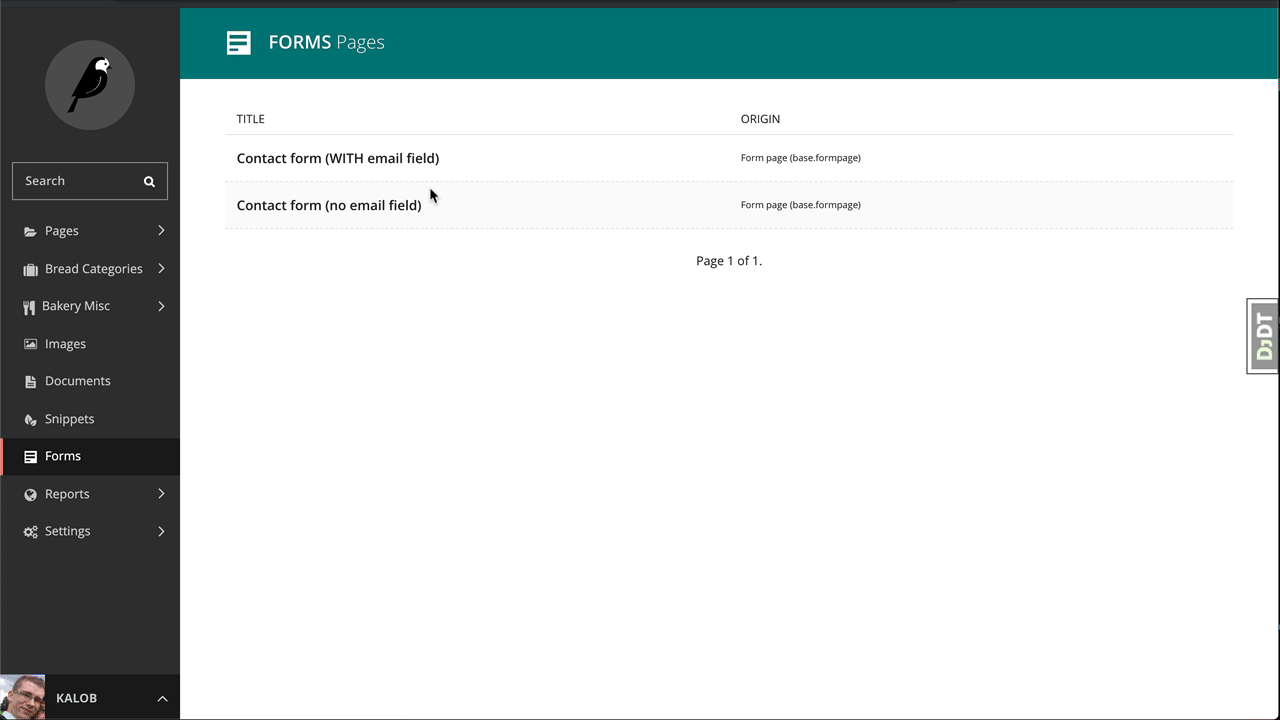 FORMS Pages
Search
Pages
Bread Categories
Bakery Misc
Images
Documents
Snippets
Forms
Reports
Settings
KALOB
TITLE ORIGIN
Contact form (WITH email field) Form page (base.formpage)
Contact form (no email field) Form page (base.formpage)
Page 1 of 1.
DJDT